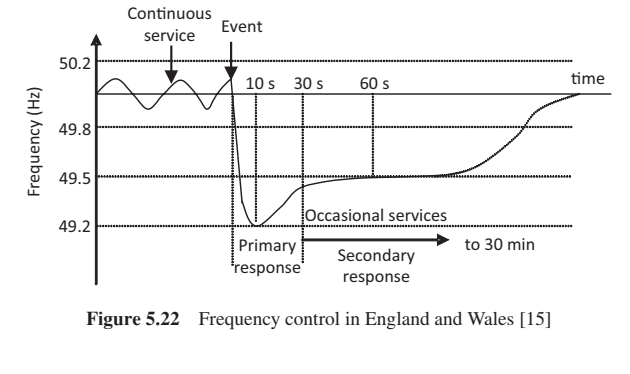 Continuous
service
Event
50.2
10 s
30 s
60 s
time
Frequency (Hz)
49.8
49.5
49.2
Occasional services
Primary
response
to 30 min
Secondary
response
Figure 5.22 Frequency control in England and Wales [15]